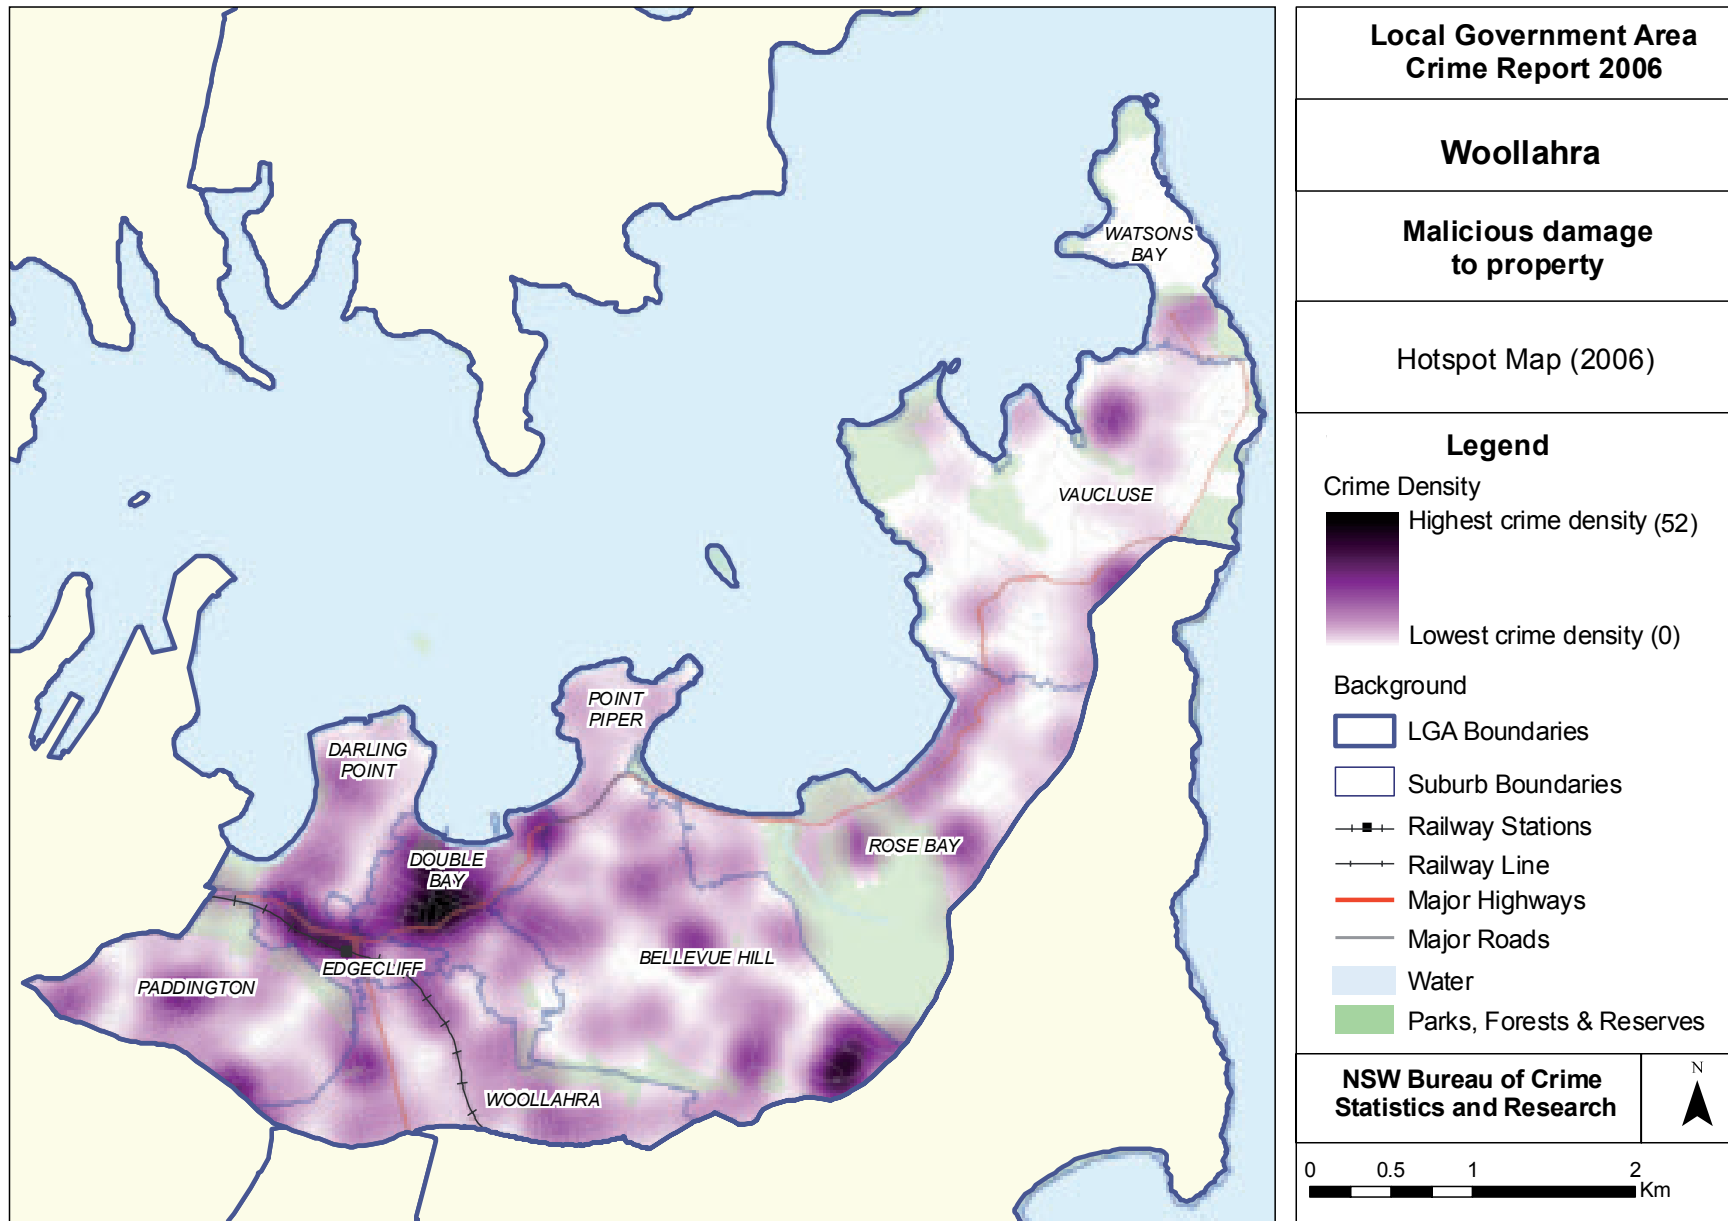 Local Government Area
Crime Report 2006
Woollahra
Malicious damage
to property
Hotspot Map (2006)
Legend
Crime Density
Highest crime density (52)
Lowest crime density (0)
Background
LGA Boundaries
Suburb Boundaries
Railway Stations
Railway Line
Major Highways
Major Roads
Water
Parks, Forests & Reserves
NSW Bureau of Crime
Statistics and Research
N
0 0.5 1 2
Km
WATSONS
BAY
VAUCLUSE
POINT
PIPER
DARLING
POINT
DOUBLE
BAY
ROSE BAY
EDGECLIFF
BELLEVUE HILL
PADDINGTON
WOOLLAHRA